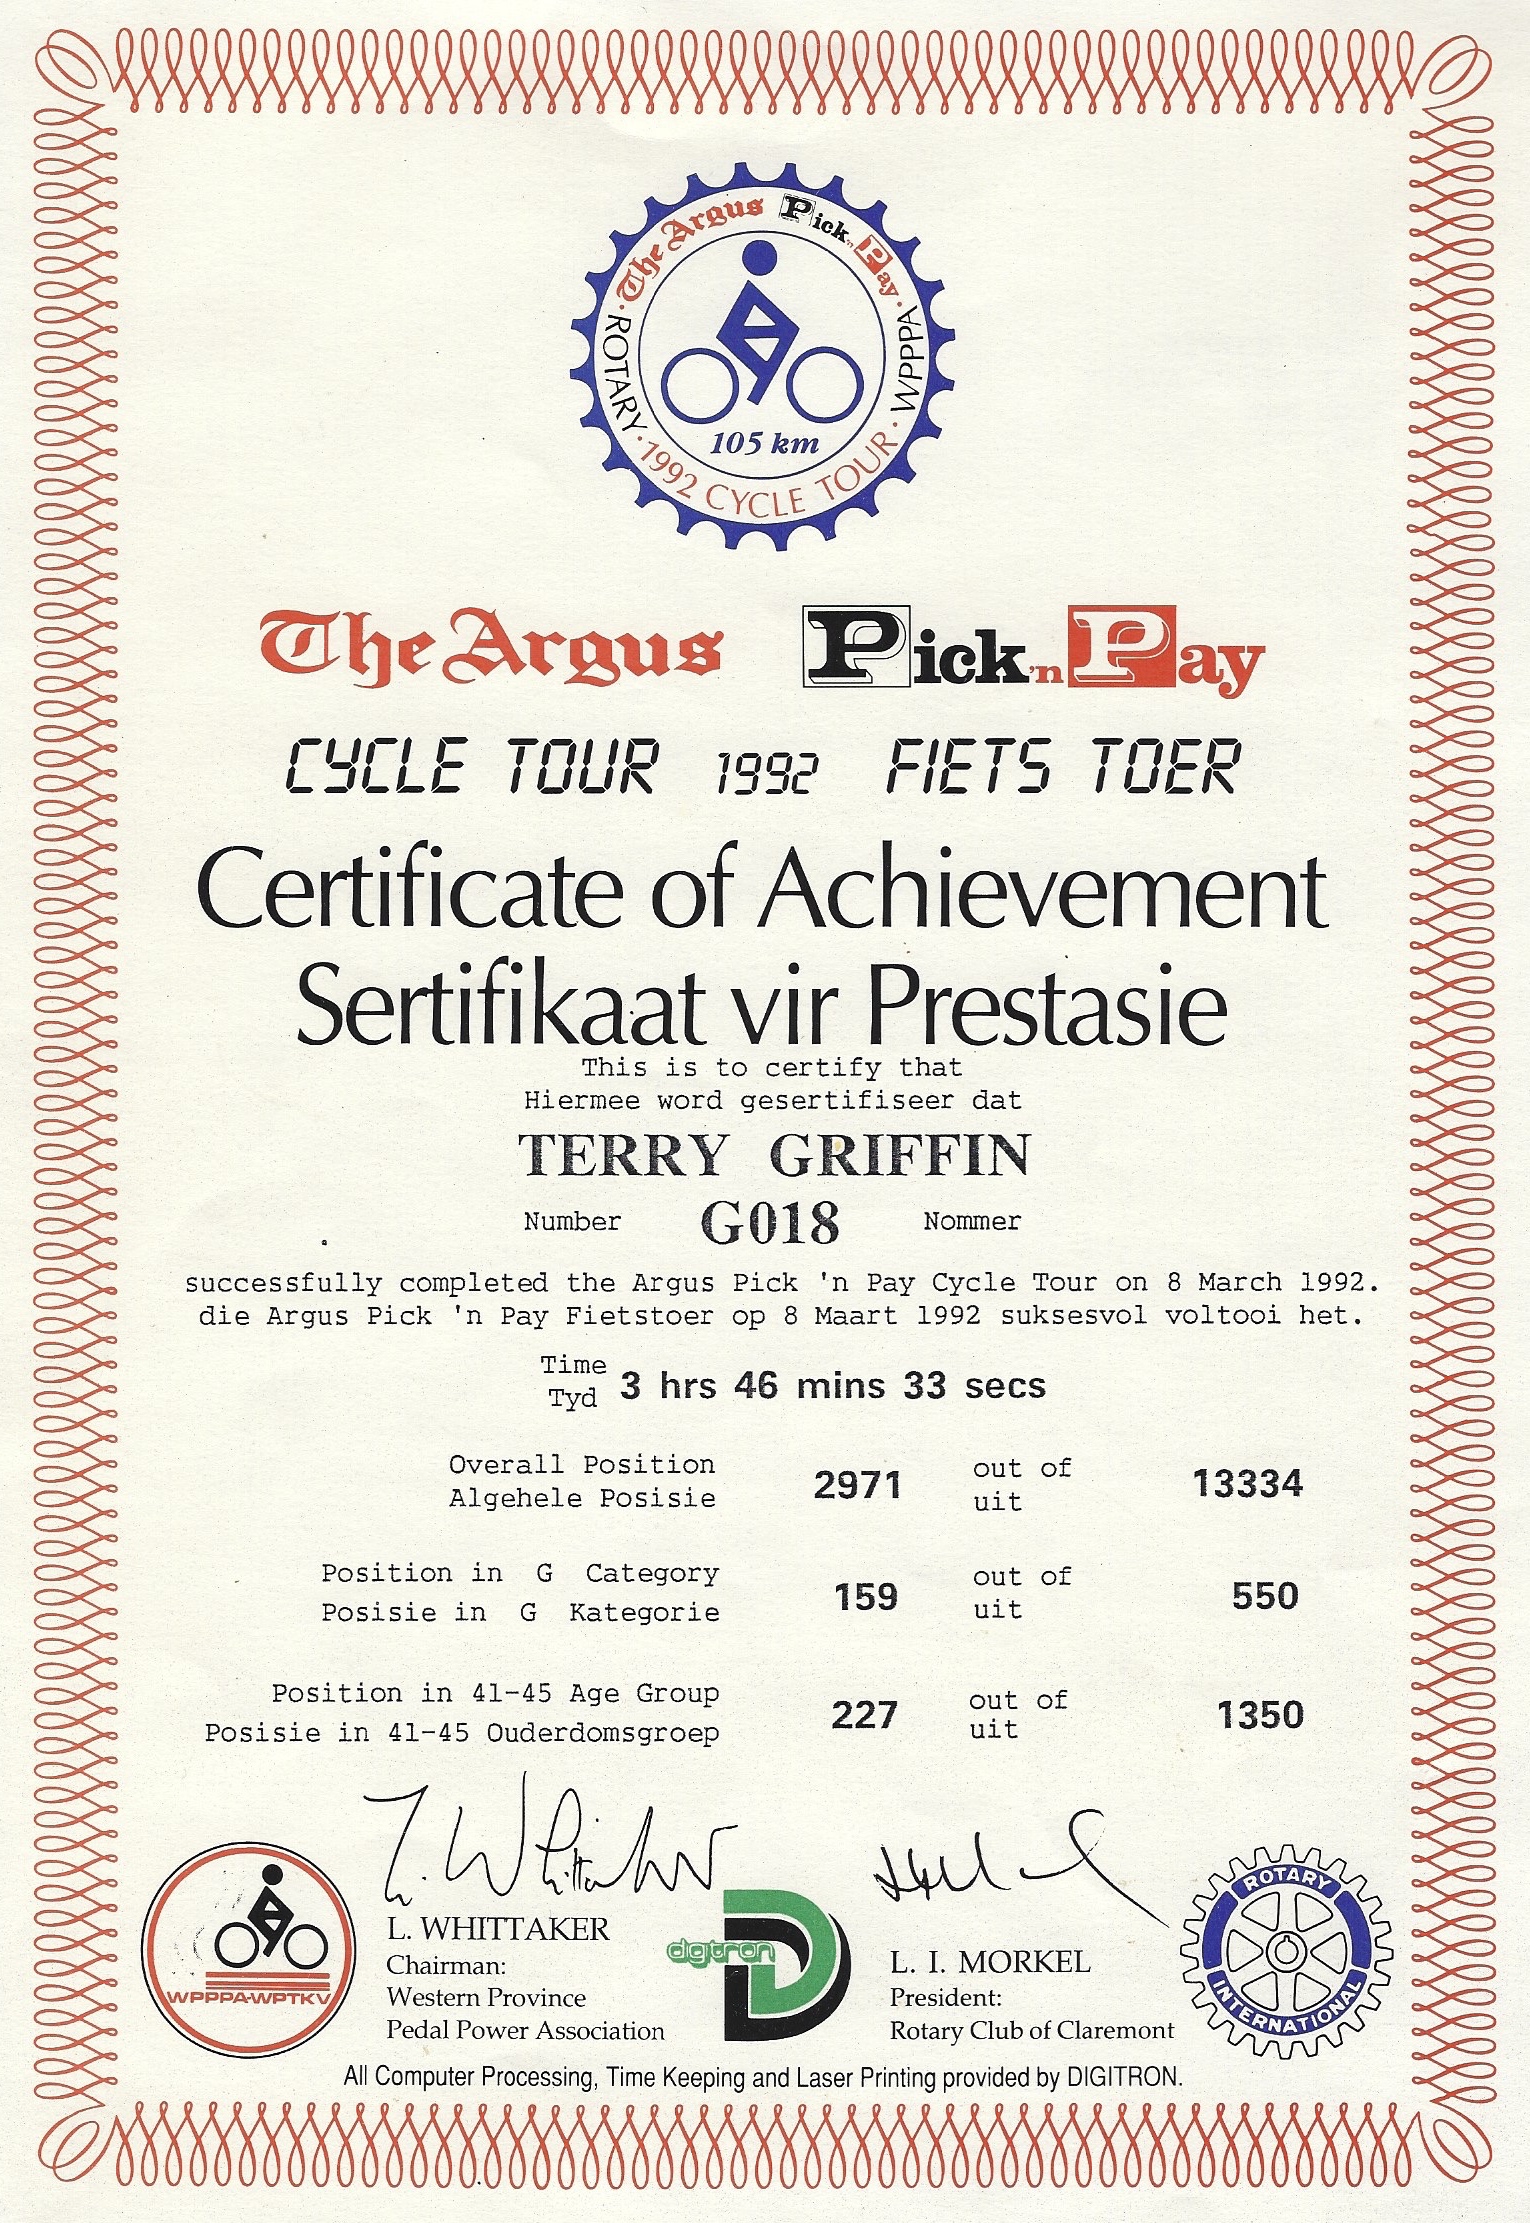 The Argus Pick 'n Pay
ROTARY · 1992 CYCLE TOUR · WPPPA
105 km
The Argus Pick 'n Pay
CYCLE TOUR 1992 FIETS TOER
Certificate of Achievement
Sertifikaat vir Prestasie
This is to certify that
Hiermee word gesertifiseer dat
TERRY GRIFFIN
Number G018 Nommer
successfully completed the Argus Pick 'n Pay Cycle Tour on 8 March 1992.
die Argus Pick 'n Pay Fietstoer op 8 Maart 1992 suksesvol voltooi het.
Time
Tyd 3 hrs 46 mins 33 secs
Overall Position 2971 out of 13334
Algehele Posisie uit
Position in G Category 159 out of 550
Posisie in G Kategorie uit
Position in 41-45 Age Group 227 out of 1350
Posisie in 41-45 Ouderdomsgroep uit
L. Whittaker
WPPPA-WPTKV
L. WHITTAKER
Chairman:
Western Province
Pedal Power Association
digitron
L. I. MORKEL
President:
Rotary Club of Claremont
ROTARY
INTERNATIONAL
All Computer Processing, Time Keeping and Laser Printing provided by DIGITRON.